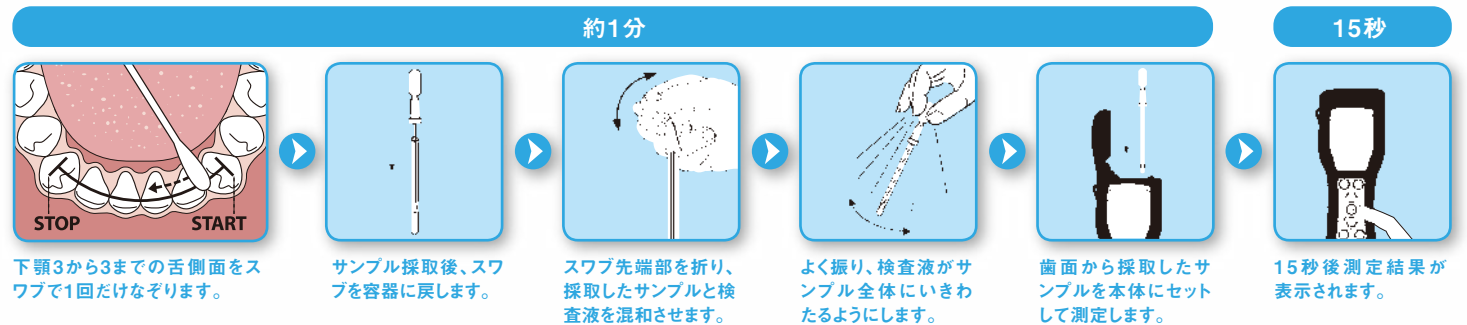 約1分
15秒
STOP
START
下顎3から3までの舌側面をス
ワブで1回だけなぞります。
サンプル採取後、スワ
ブを容器に戻します。
スワブ先端部を折り、
採取したサンプルと検
査液を混和させます。
よく振り、検査液がサ
ンプル全体にいきわ
たるようにします。
歯面から採取したサ
ンプルを本体にセット
して測定します。
15秒後測定結果が
表示されます。